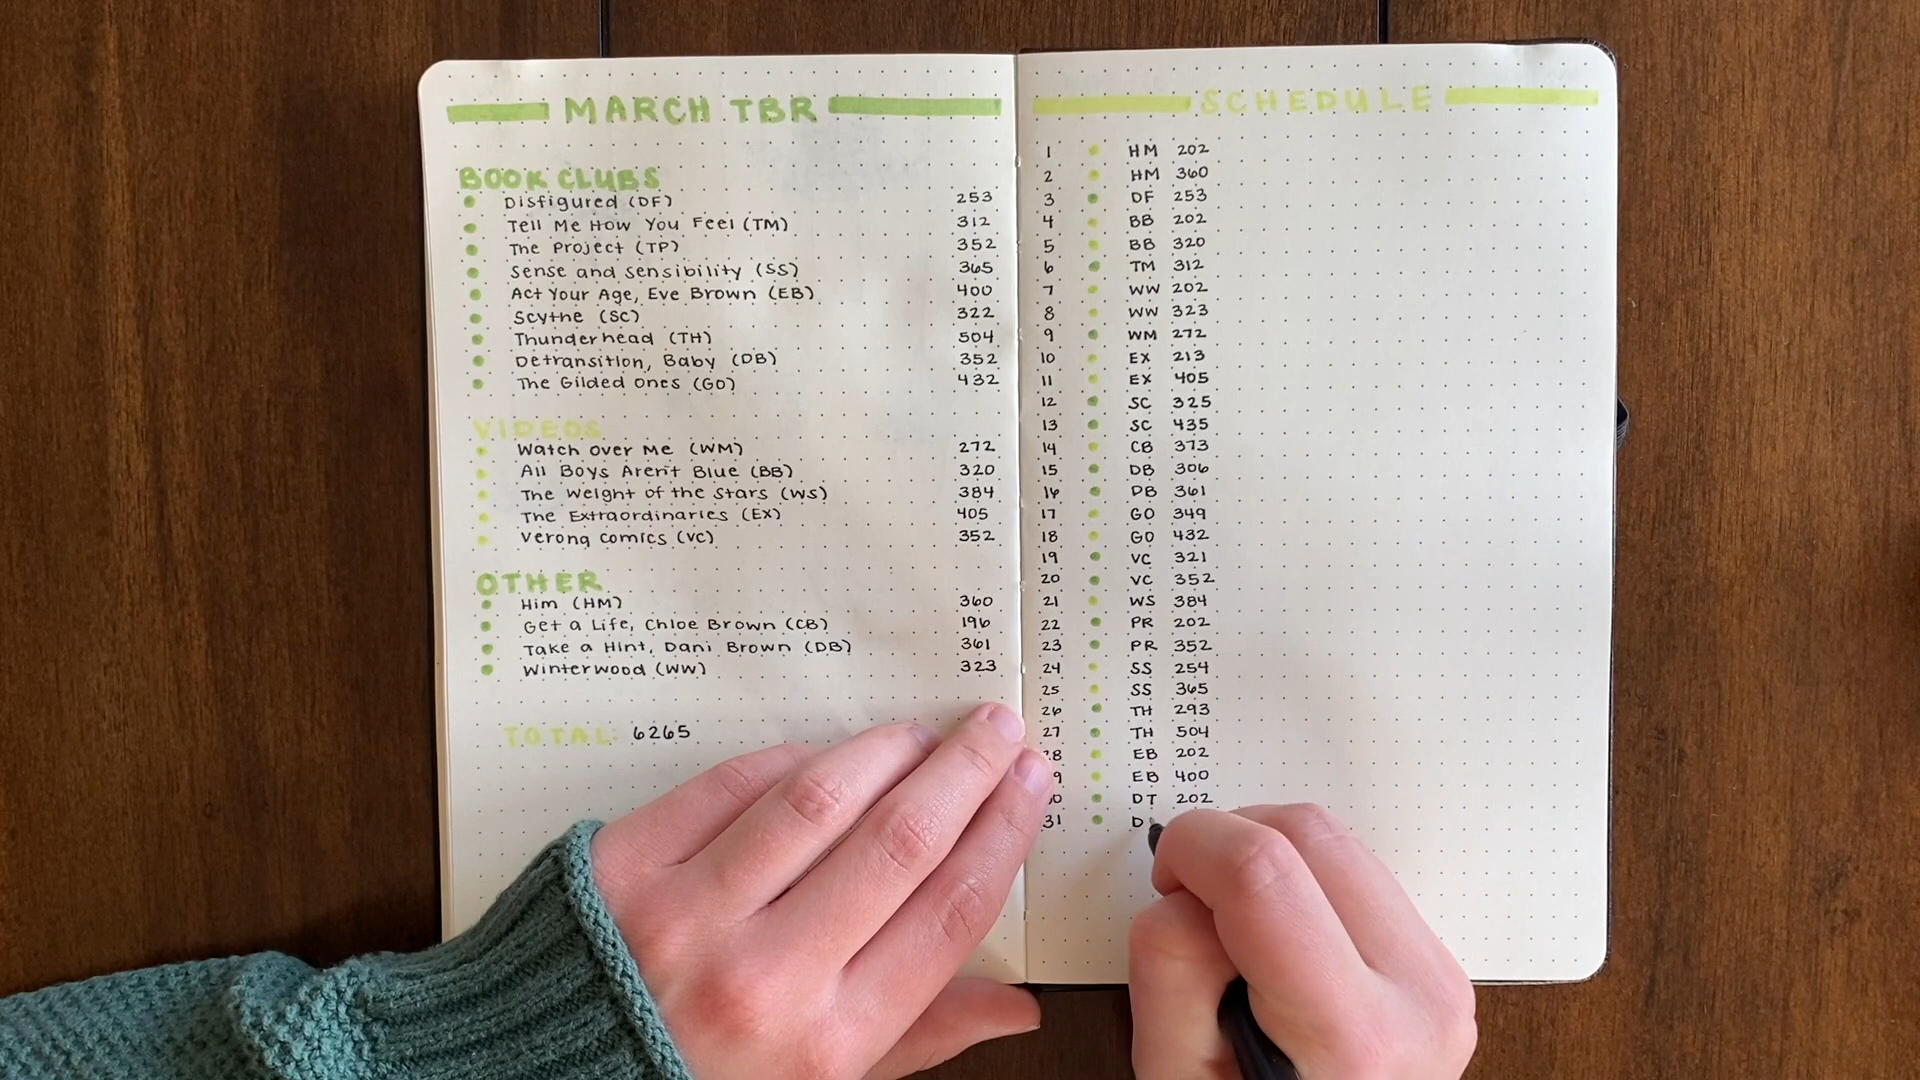 MARCH TBR
BOOK CLUBS
Disfigured (DF) 253
Tell Me How You Feel (TM) 312
The Project (TP) 352
Sense and Sensibility (SS) 365
Act Your Age, Eve Brown (EB) 400
Scythe (SC) 322
Thunderhead (TH) 504
Detransition, Baby (DB) 352
The Gilded Ones (GO) 432
VIDEOS
Watch Over Me (WM) 272
All Boys Aren't Blue (BB) 320
The Weight of the Stars (WS) 384
The Extraordinaries (EX) 405
Verona Comics (VC) 352
OTHER
Him (HM) 360
Get a Life, Chloe Brown (CB) 196
Take a Hint, Dani Brown (DB) 361
Winterwood (WW) 323
TOTAL: 6265
SCHEDULE
1 HM 202
2 HM 360
3 DF 253
4 BB 202
5 BB 320
6 TM 312
7 WW 202
8 WW 323
9 WM 272
10 EX 213
11 EX 405
12 SC 325
13 SC 435
14 CB 373
15 DB 306
16 DB 361
17 GO 349
18 GO 432
19 VC 321
20 VC 352
21 WS 384
22 PR 202
23 PR 352
24 SS 254
25 SS 365
26 TH 293
27 TH 504
28 EB 202
9 EB 400
0 DT 202
31 D